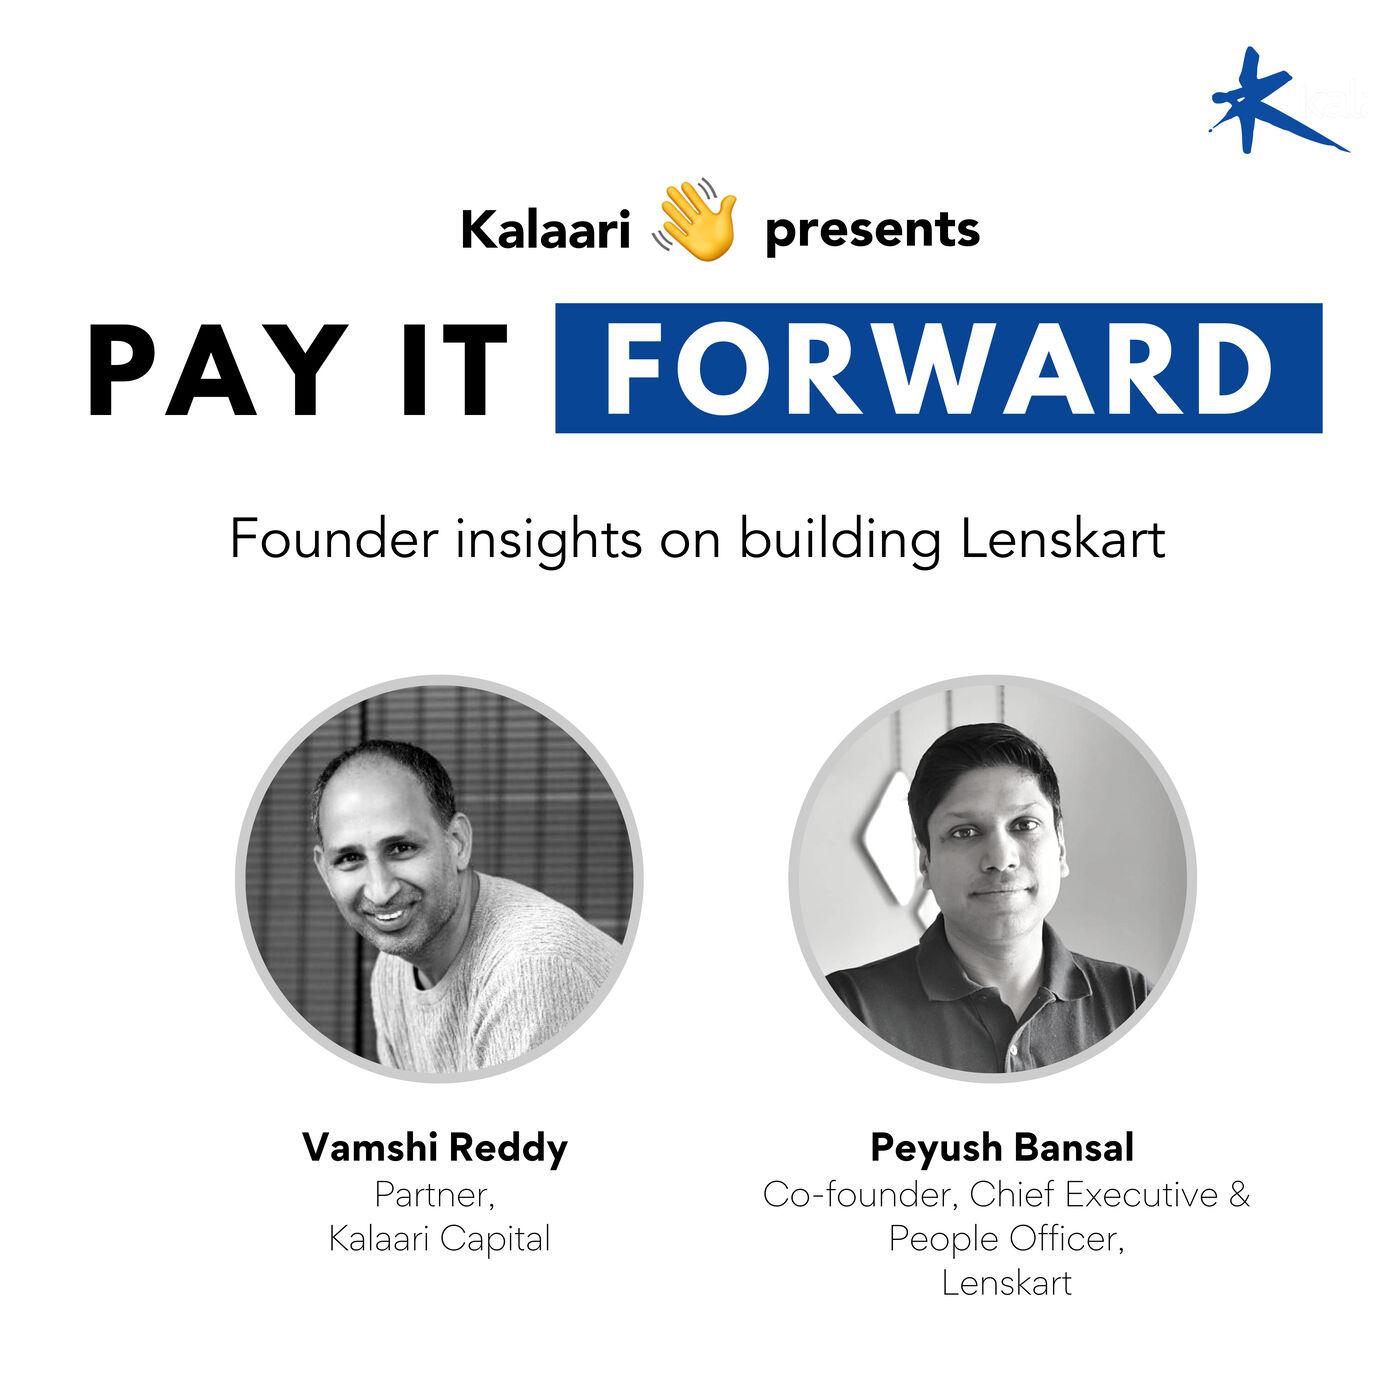 Kalaari 👋 presents
PAY IT FORWARD
Founder insights on building Lenskart
Vamshi Reddy
Partner,
Kalaari Capital
Peyush Bansal
Co-founder, Chief Executive &
People Officer,
Lenskart